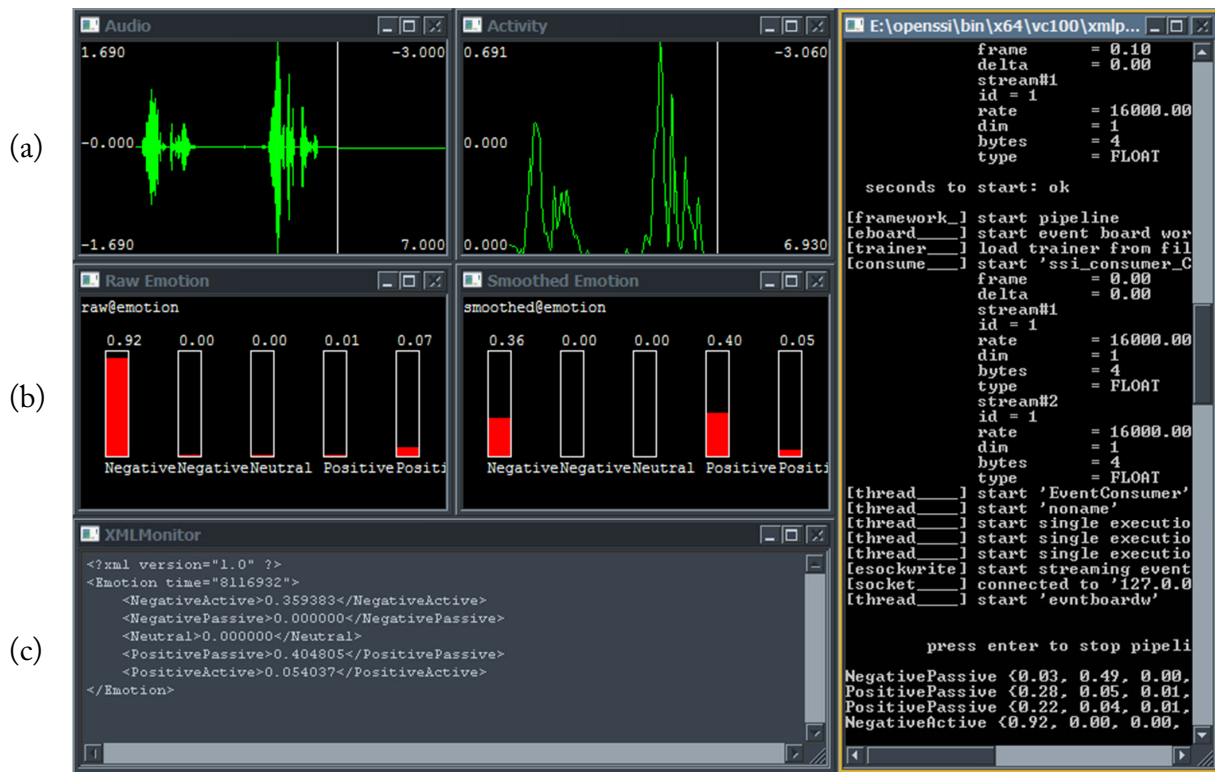 (a)
Audio
1.690 -3.000
-0.000
-1.690 7.000
Activity
0.691 -3.060
0.000
0.000 6.930
(b)
Raw Emotion
raw@emotion
0.92 0.00 0.00 0.01 0.07
Negative Negative Neutral Positive Positi
Smoothed Emotion
smoothed@emotion
0.36 0.00 0.00 0.40 0.05
Negative Negative Neutral Positive Positi
(c)
XMLMonitor
<?xml version="1.0" ?>
<Emotion time="8116932">
<NegativeActive>0.359383</NegativeActive>
<NegativePassive>0.000000</NegativePassive>
<Neutral>0.000000</Neutral>
<PositivePassive>0.404805</PositivePassive>
<PositiveActive>0.054037</PositiveActive>
</Emotion>
E:\openssi\bin\x64\vc100\xmlp...
frame = 0.10
delta = 0.00
stream#1
id = 1
rate = 16000.00
dim = 1
bytes = 4
type = FLOAT
seconds to start: ok
[framework_] start pipeline
[eboard____] start event board wor
[trainer___] load trainer from fil
[consume___] start 'ssi_consumer_C
frame = 0.00
delta = 0.00
stream#1
id = 1
rate = 16000.00
dim = 1
bytes = 4
type = FLOAT
stream#2
id = 1
rate = 16000.00
dim = 1
bytes = 4
type = FLOAT
[thread____] start 'EventConsumer'
[thread____] start 'noname'
[thread____] start single executio
[thread____] start single executio
[thread____] start single executio
[esockwrite] start streaming event
[socket____] connected to '127.0.0
[thread____] start 'evntboardw'
press enter to stop pipeli
NegativePassive {0.03, 0.49, 0.00,
PositivePassive {0.28, 0.05, 0.01,
PositivePassive {0.22, 0.04, 0.01,
NegativeActive {0.92, 0.00, 0.00,